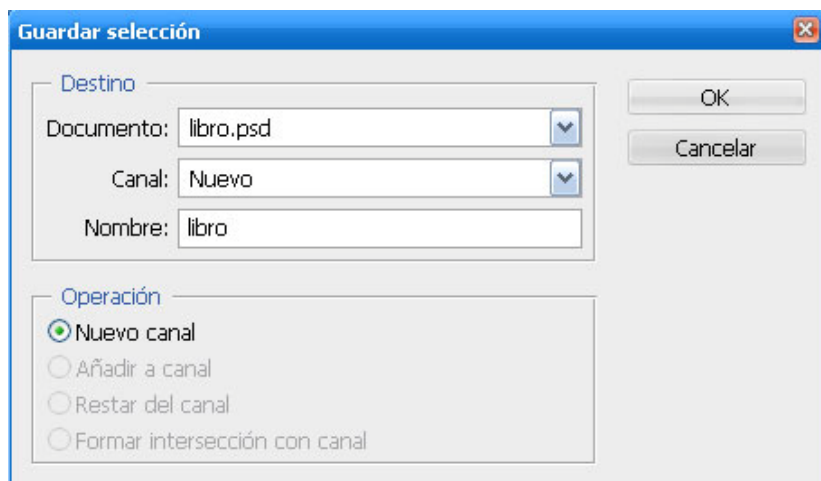 Guardar selección
Destino
Documento: libro.psd
Canal: Nuevo
Nombre: libro
OK
Cancelar
Operación
Nuevo canal
Añadir a canal
Restar del canal
Formar intersección con canal